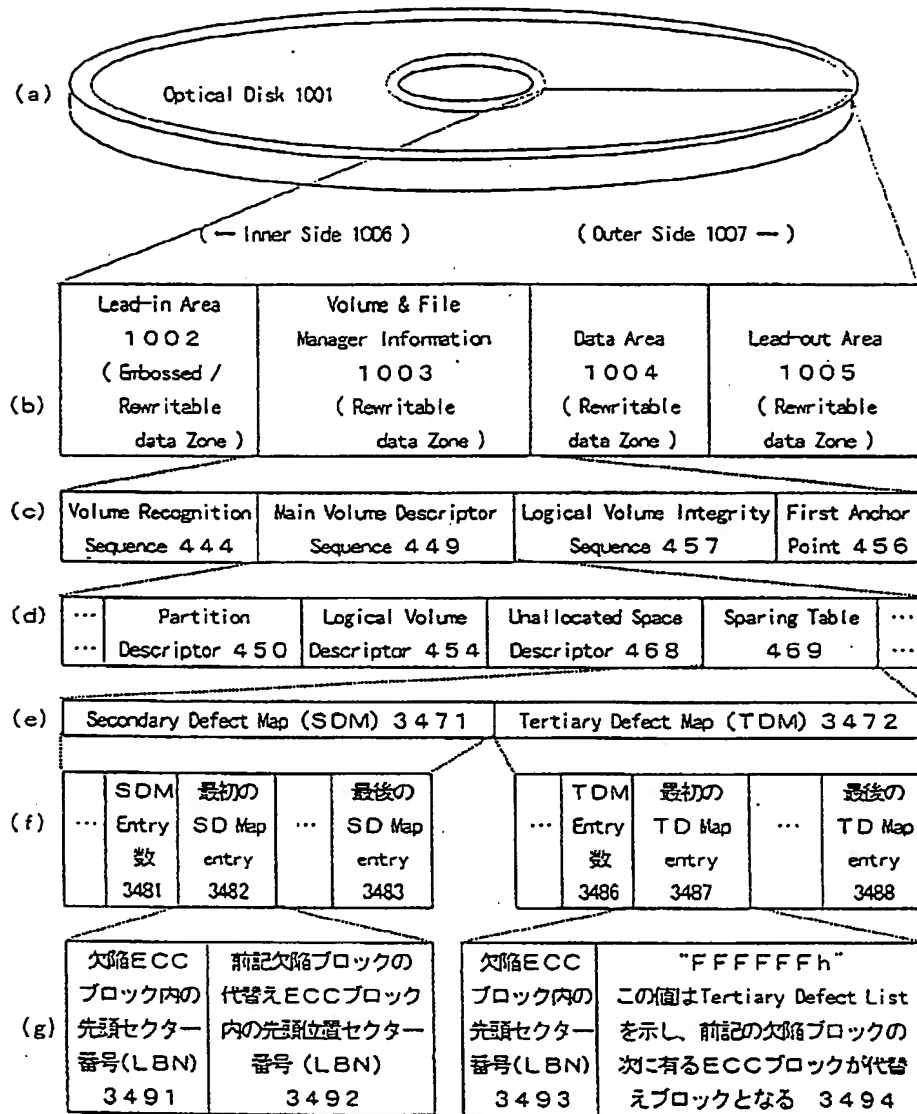 (a)
Optical Disk 1001
(← Inner Side 1006 )
(Outer Side 1007 → )
(b)
Lead-in Area
1002
( Embossed /
Rewritable
data Zone )
Volume & File
Manager Information
1003
( Rewritable
data Zone )
Data Area
1004
( Rewritable
data Zone )
Lead-out Area
1005
( Rewritable
data Zone )
(c)
Volume Recognition
Sequence 444
Main Volume Descriptor
Sequence 449
Logical Volume Integrity
Sequence 457
First Anchor
Point 456
(d)
…
…
Partition
Descriptor 450
Logical Volume
Descriptor 454
Unallocated Space
Descriptor 468
Sparing Table
469
…
…
(e)
Secondary Defect Map (SDM) 3471
Tertiary Defect Map (TDM) 3472
(f)
…
SDM
Entry
数
3481
最初の
SD Map
entry
3482
…
最後の
SD Map
entry
3483
…
TDM
Entry
数
3486
最初の
TD Map
entry
3487
…
最後の
TD Map
entry
3488
(g)
欠陥ECC
ブロック内の
先頭セクター
番号(LBN)
3491
前記欠陥ブロックの
代替えECCブロック
内の先頭位置セクター
番号 (LBN)
3492
欠陥ECC
ブロック内の
先頭セクター
番号(LBN)
3493
"FFFFFFh"
この値はTertiary Defect List
を示し、前記の欠陥ブロックの
次に有るECCブロックが代替
えブロックとなる 3494